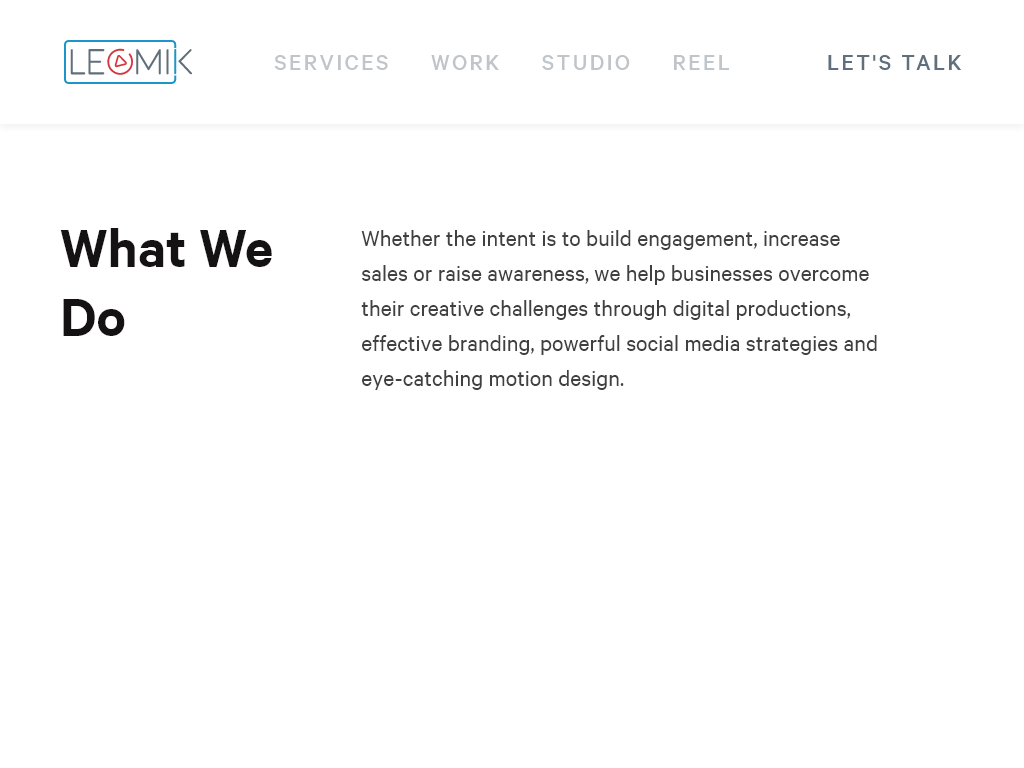 LEOMIK
SERVICES WORK STUDIO REEL LET'S TALK
What We
Do
Whether the intent is to build engagement, increase
sales or raise awareness, we help businesses overcome
their creative challenges through digital productions,
effective branding, powerful social media strategies and
eye-catching motion design.